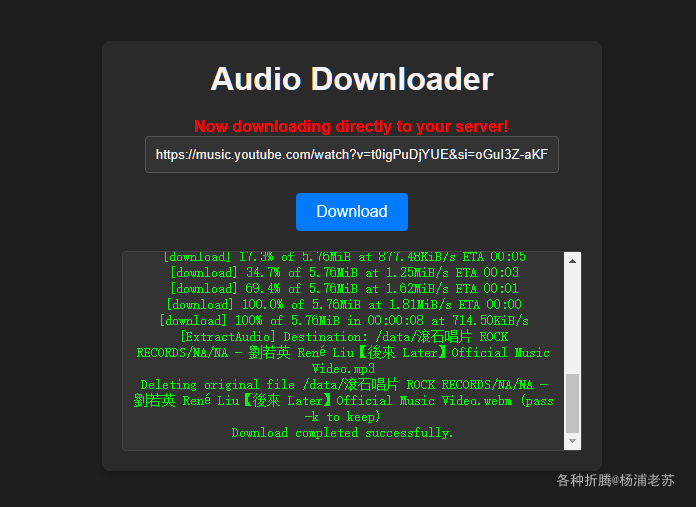 Audio Downloader
Now downloading directly to your server!
https://music.youtube.com/watch?v=t0igPuDjYUE&si=oGuI3Z-aKF
Download
[download] 17.3% of 5.76MiB at 877.48KiB/s ETA 00:05
[download] 34.7% of 5.76MiB at 1.25MiB/s ETA 00:03
[download] 69.4% of 5.76MiB at 1.62MiB/s ETA 00:01
[download] 100.0% of 5.76MiB at 1.81MiB/s ETA 00:00
[download] 100% of 5.76MiB in 00:00:08 at 714.50KiB/s
[ExtractAudio] Destination: /data/滾石唱片 ROCK
RECORDS/NA/NA - 劉若英 René Liu【後來 Later】Official Music
Video.mp3
Deleting original file /data/滾石唱片 ROCK RECORDS/NA/NA -
劉若英 René Liu【後來 Later】Official Music Video.webm (pass
-k to keep)
Download completed successfully.
各种折腾@杨浦老苏